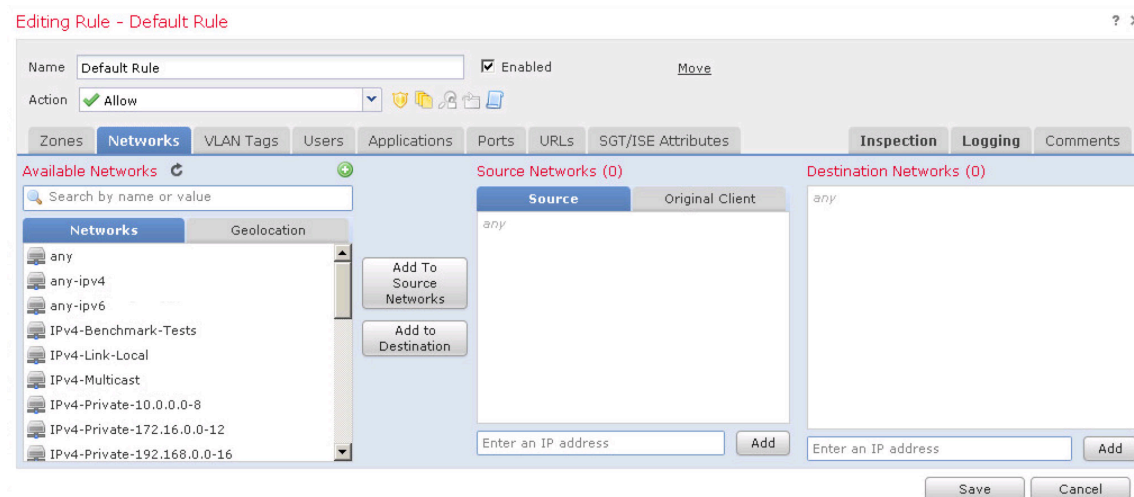 Editing Rule - Default Rule
?
Name Default Rule Enabled Move
Action Allow
Zones Networks VLAN Tags Users Applications Ports URLs SGT/ISE Attributes Inspection Logging Comments
Available Networks Source Networks (0) Destination Networks (0)
Search by name or value
Source Original Client
any
any
Networks Geolocation
any
any-ipv4
any-ipv6
IPv4-Benchmark-Tests
IPv4-Link-Local
IPv4-Multicast
IPv4-Private-10.0.0.0-8
IPv4-Private-172.16.0.0-12
IPv4-Private-192.168.0.0-16
Add To
Source
Networks
Add to
Destination
Enter an IP address Add
Enter an IP address Add
Save Cancel